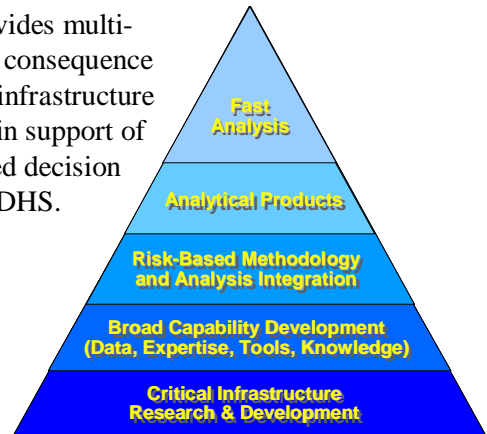 vides multi-
consequence
infrastructure
in support of
ed decision
DHS.
Fast
Analysis
Analytical Products
Risk-Based Methodology
and Analysis Integration
Broad Capability Development
(Data, Expertise, Tools, Knowledge)
Critical Infrastructure
Research & Development